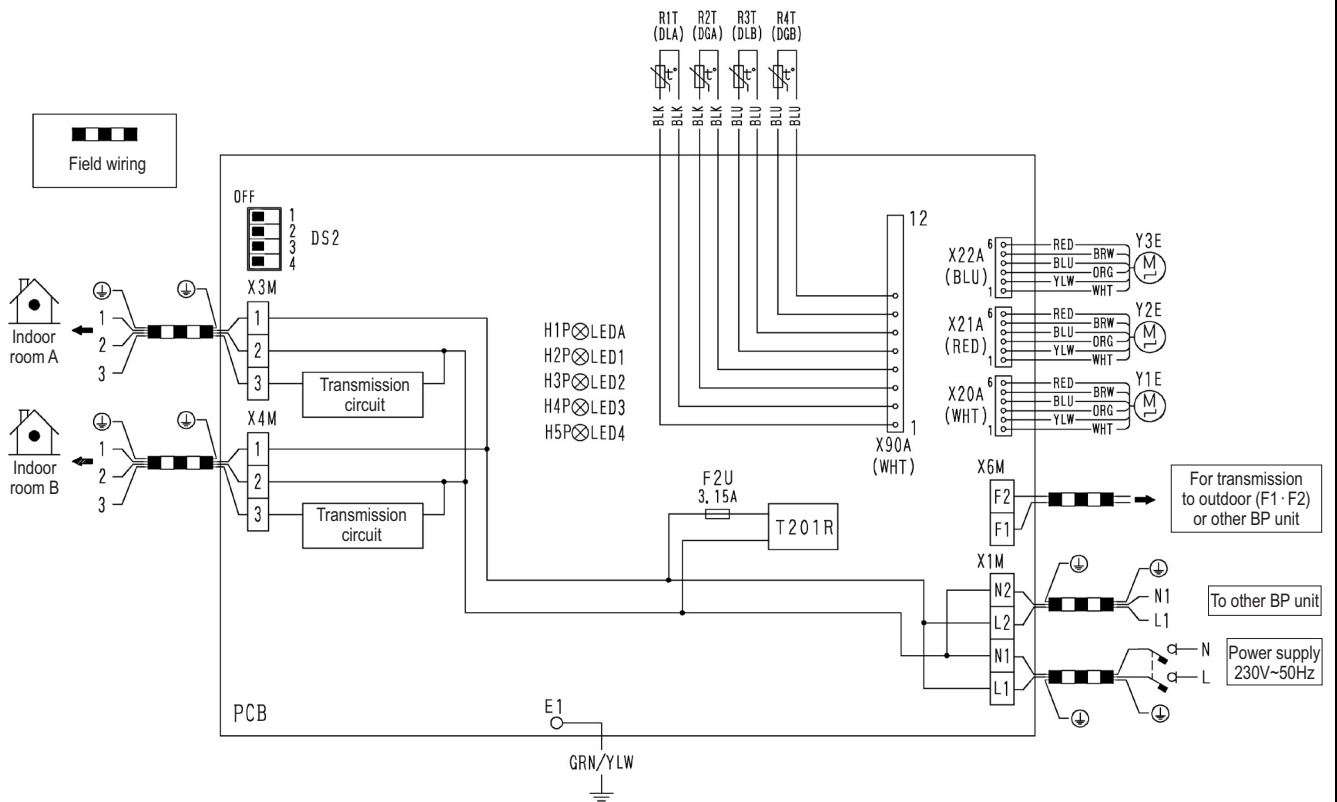 R1T R2T R3T R4T
(DLA) (DGA) (DLB) (DGB)
t° t° t° t°
BLK BLK BLK BLK BLU BLU BLU BLU
Field wiring
OFF
1
2
3
4
DS2
12
1
X90A
(WHT)
X22A
(BLU)
6
1
RED
BRW
BLU
ORG
YLW
WHT
Y3E
M
X21A
(RED)
6
1
RED
BRW
BLU
ORG
YLW
WHT
Y2E
M
X20A
(WHT)
6
1
RED
BRW
BLU
ORG
YLW
WHT
Y1E
M
Indoor
room A
1
2
3
X3M
1
2
3
Transmission
circuit
H1P LEDA
H2P LED1
H3P LED2
H4P LED3
H5P LED4
Indoor
room B
1
2
3
X4M
1
2
3
Transmission
circuit
F2U
3.15A
T201R
X6M
F2
F1
For transmission
to outdoor (F1·F2)
or other BP unit
X1M
N2
L2
N1
L1
N1
L1
To other BP unit
N
L
Power supply
230V~50Hz
PCB
E1
GRN/YLW